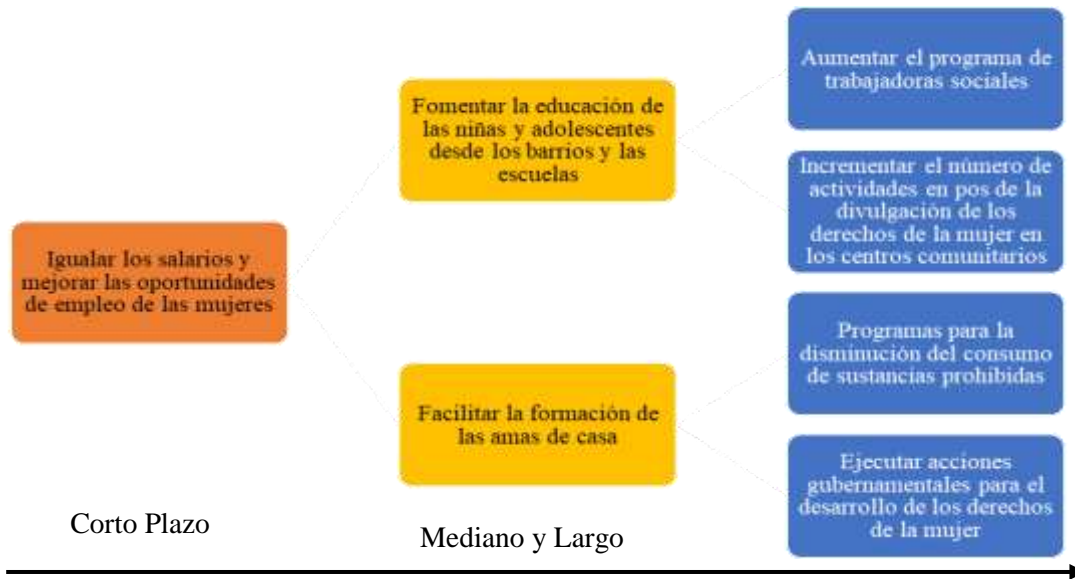 Igualar los salarios y
mejorar las oportunidades
de empleo de las mujeres
Fomentar la educación de
las niñas y adolescentes
desde los barrios y las
escuelas
Facilitar la formación de
las amas de casa
Aumentar el programa de
trabajadoras sociales
Incrementar el número de
actividades en pos de la
divulgación de los
derechos de la mujer en
los centros comunitarios
Programas para la
disminución del consumo
de sustancias prohibidas
Ejecutar acciones
gubernamentales para el
desarrollo de los derechos
de la mujer
Corto Plazo
Mediano y Largo